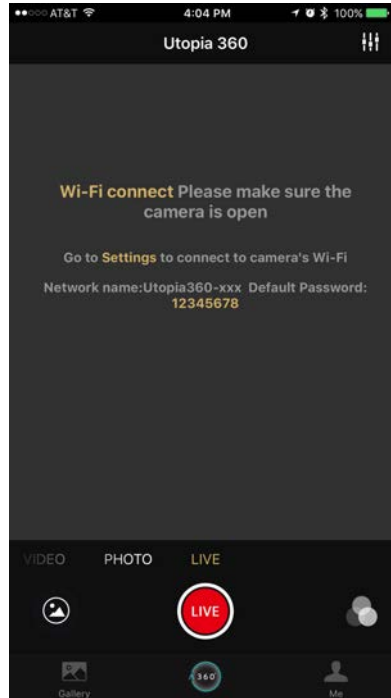 AT&T 4:04 PM 100%
Utopia 360
Wi-Fi connect Please make sure the
camera is open
Go to Settings to connect to camera's Wi-Fi
Network name:Utopia360-xxx Default Password:
12345678
VIDEO PHOTO LIVE
LIVE
360°
Gallery Me